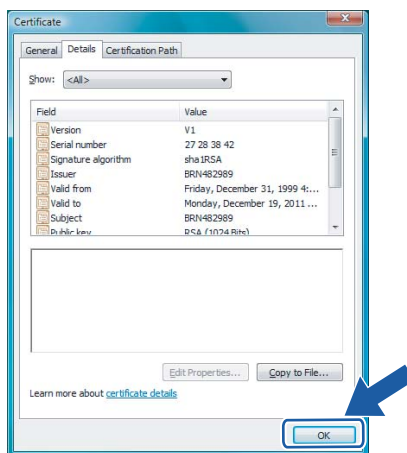 Certificate
General Details Certification Path
Show: <All>
Field Value
Version V1
Serial number 27 28 38 42
Signature algorithm sha1RSA
Issuer BRN482989
Valid from Friday, December 31, 1999 4:...
Valid to Monday, December 19, 2011 ...
Subject BRN482989
Public key RSA (1024 Bits)
Edit Properties... Copy to File...
Learn more about certificate details
OK